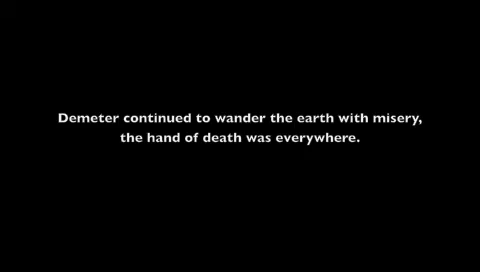 Demeter continued to wander the earth with misery,
the hand of death was everywhere.